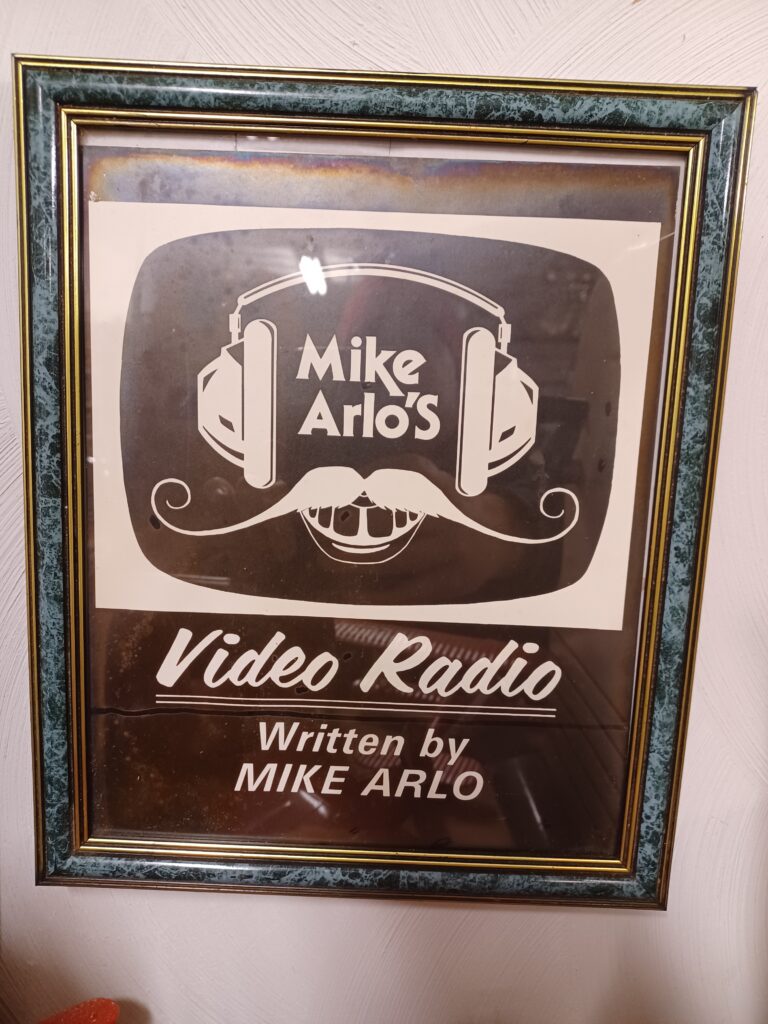 Mike
Arlo'S
Video Radio
Written by
MIKE ARLO